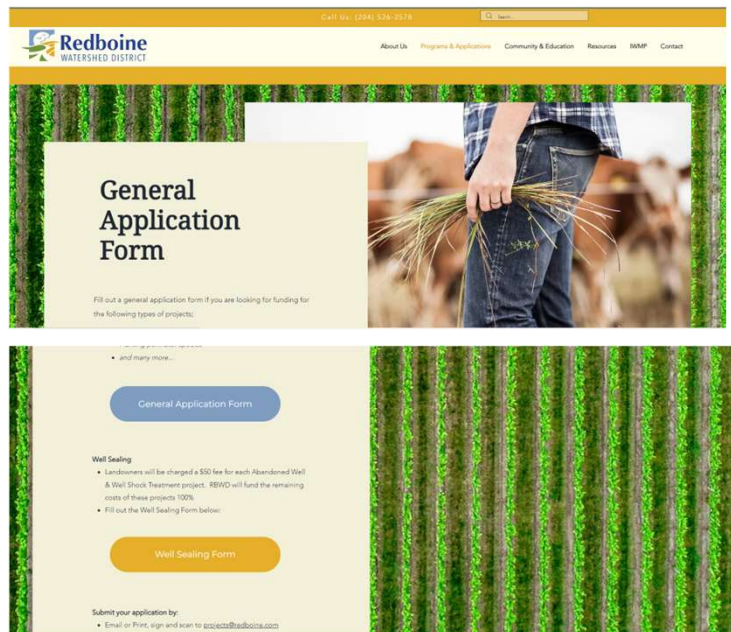 Call Us: (204) 526-2578
Search...
Redboine
WATERSHED DISTRICT
About Us Programs & Applications Community & Education Resources IWMP Contact
General
Application
Form
Fill out a general application form if you are looking for funding for
the following types of projects;
and many more...
General Application Form
Well Sealing:
• Landowners will be charged a $50 fee for each Abandoned Well
& Well Shock Treatment project. RBWD will fund the remaining
costs of these projects 100%
• Fill out the Well Sealing Form below:
Well Sealing Form
Submit your application by:
• Email or Print, sign and scan to projects@redboine.com